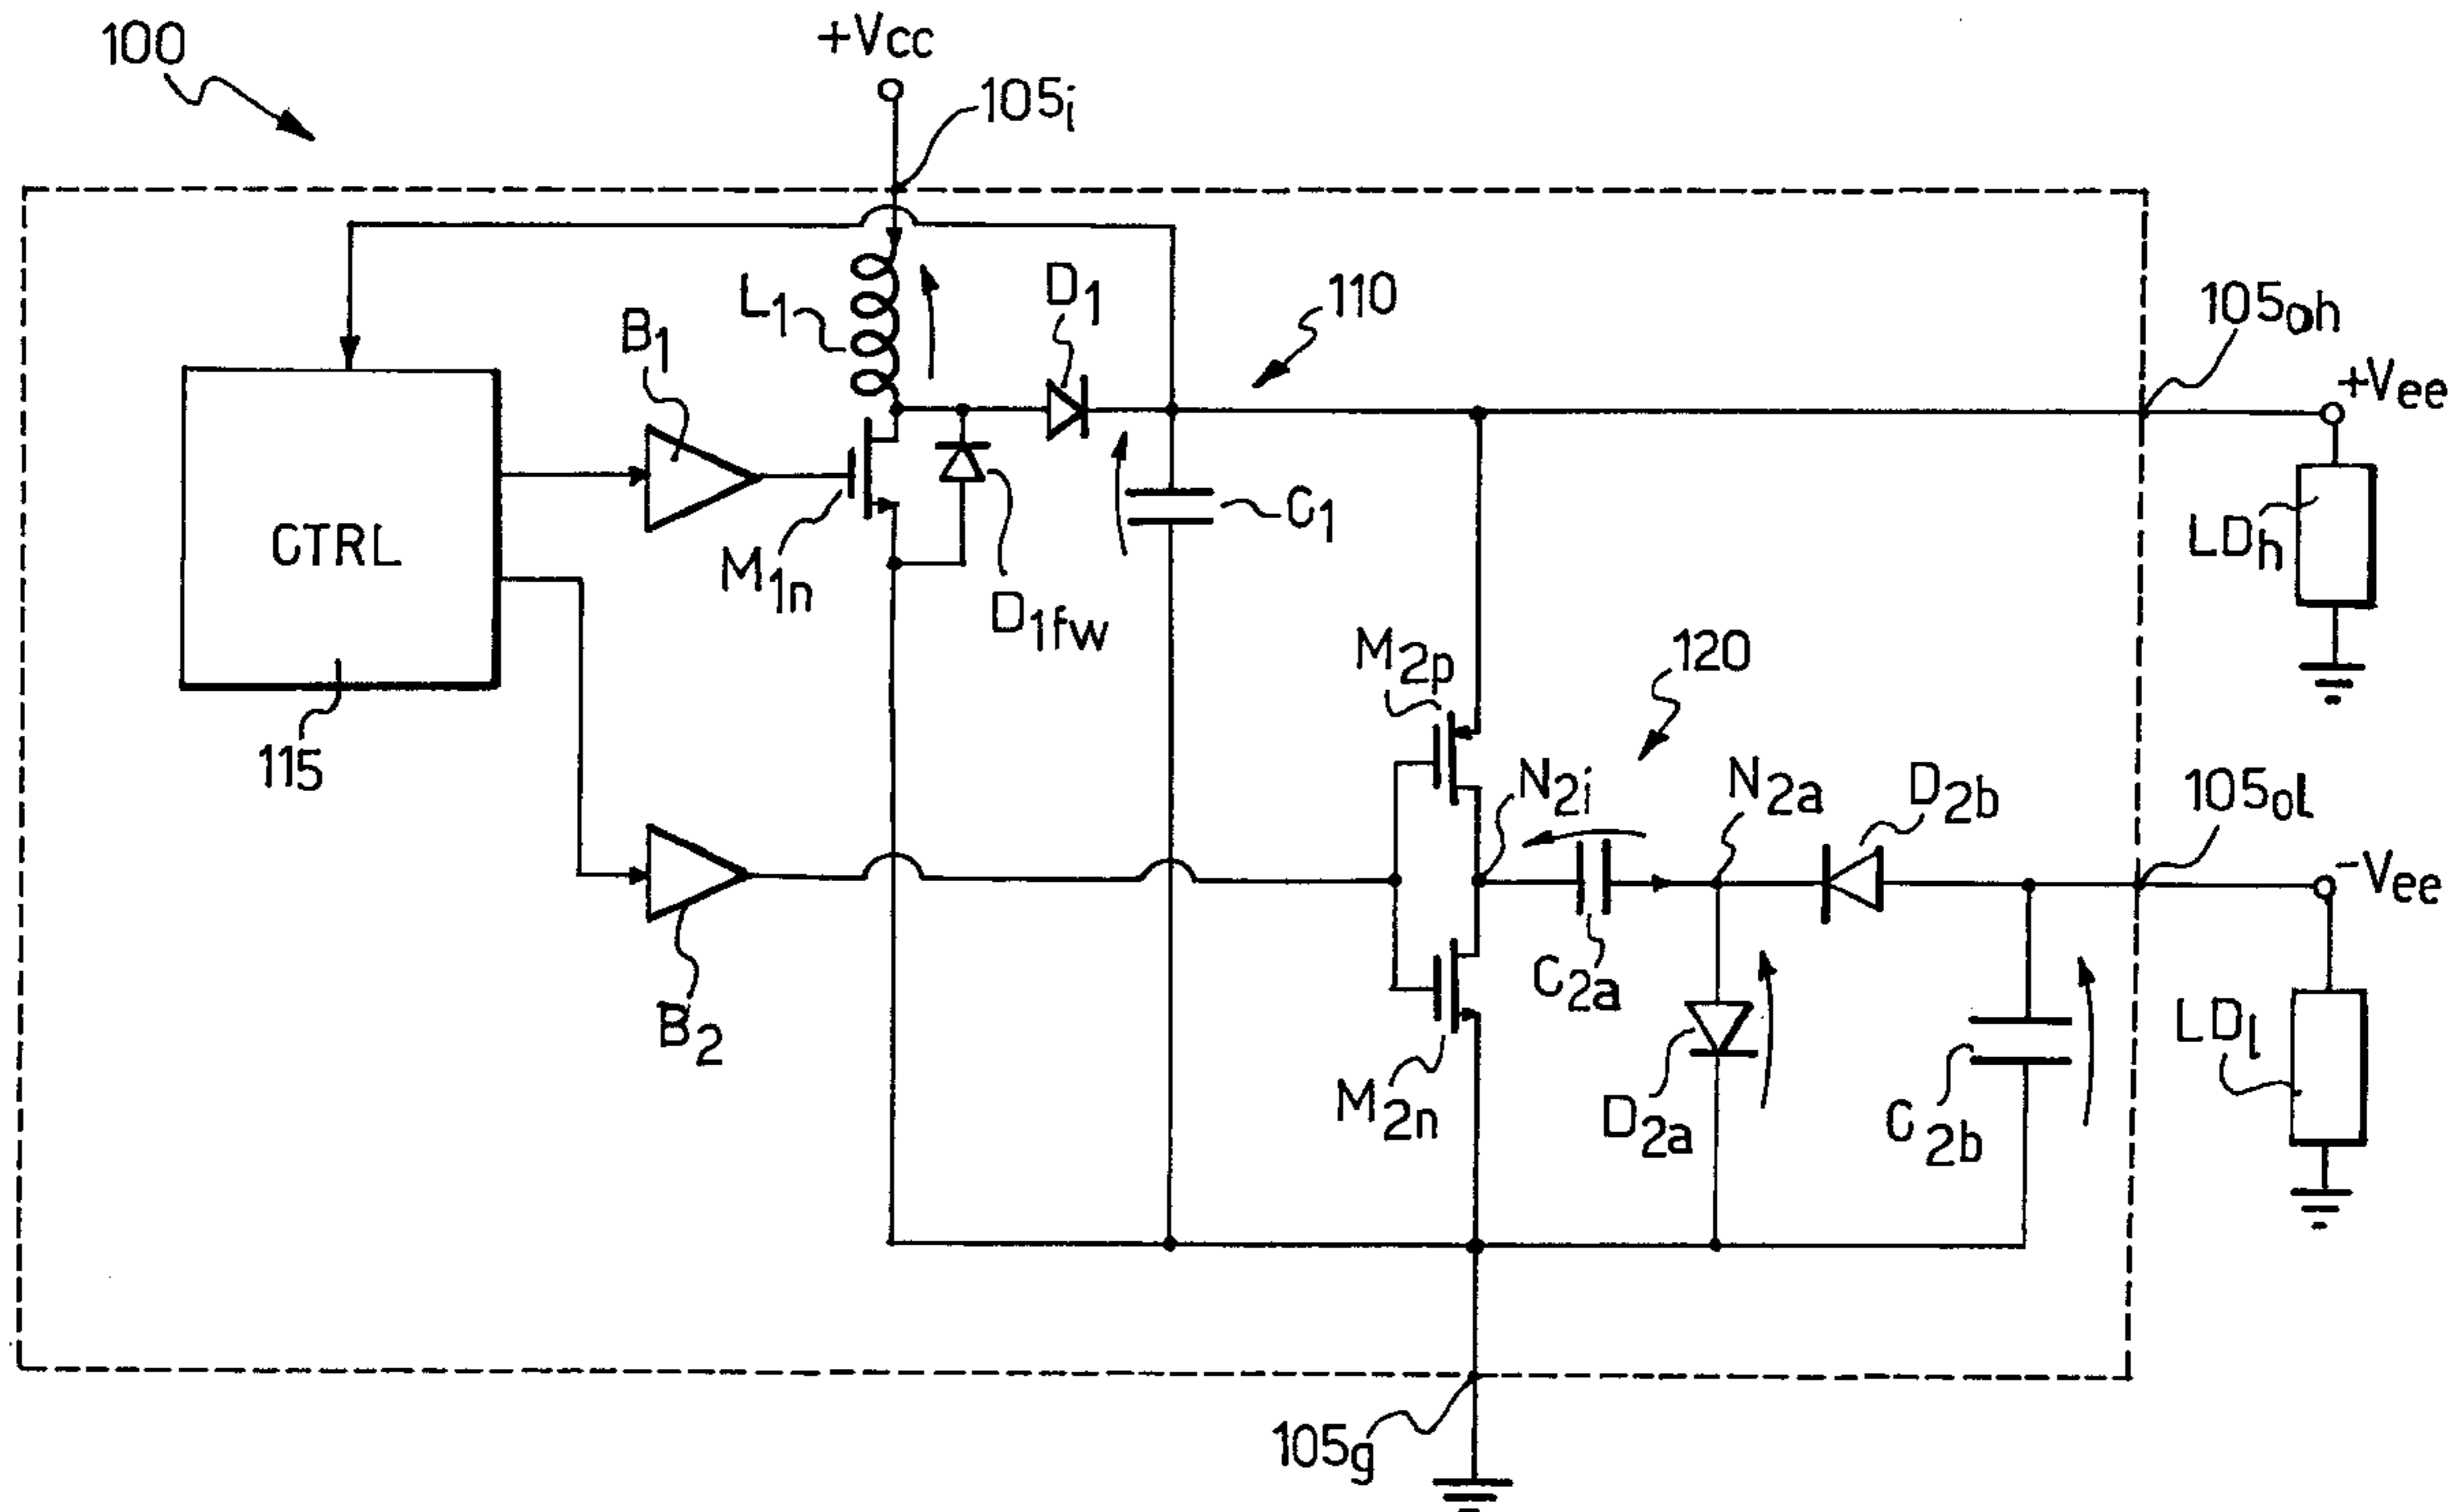 100
+Vcc
105i
L1
D1
110
B1
105oh
+Vee
CTRL
M1n
D1fw
C1
LDh
115
M2p
120
N2i
N2a
D2b
105ol
-Vee
B2
C2a
M2n
D2a
C2b
LDl
105g